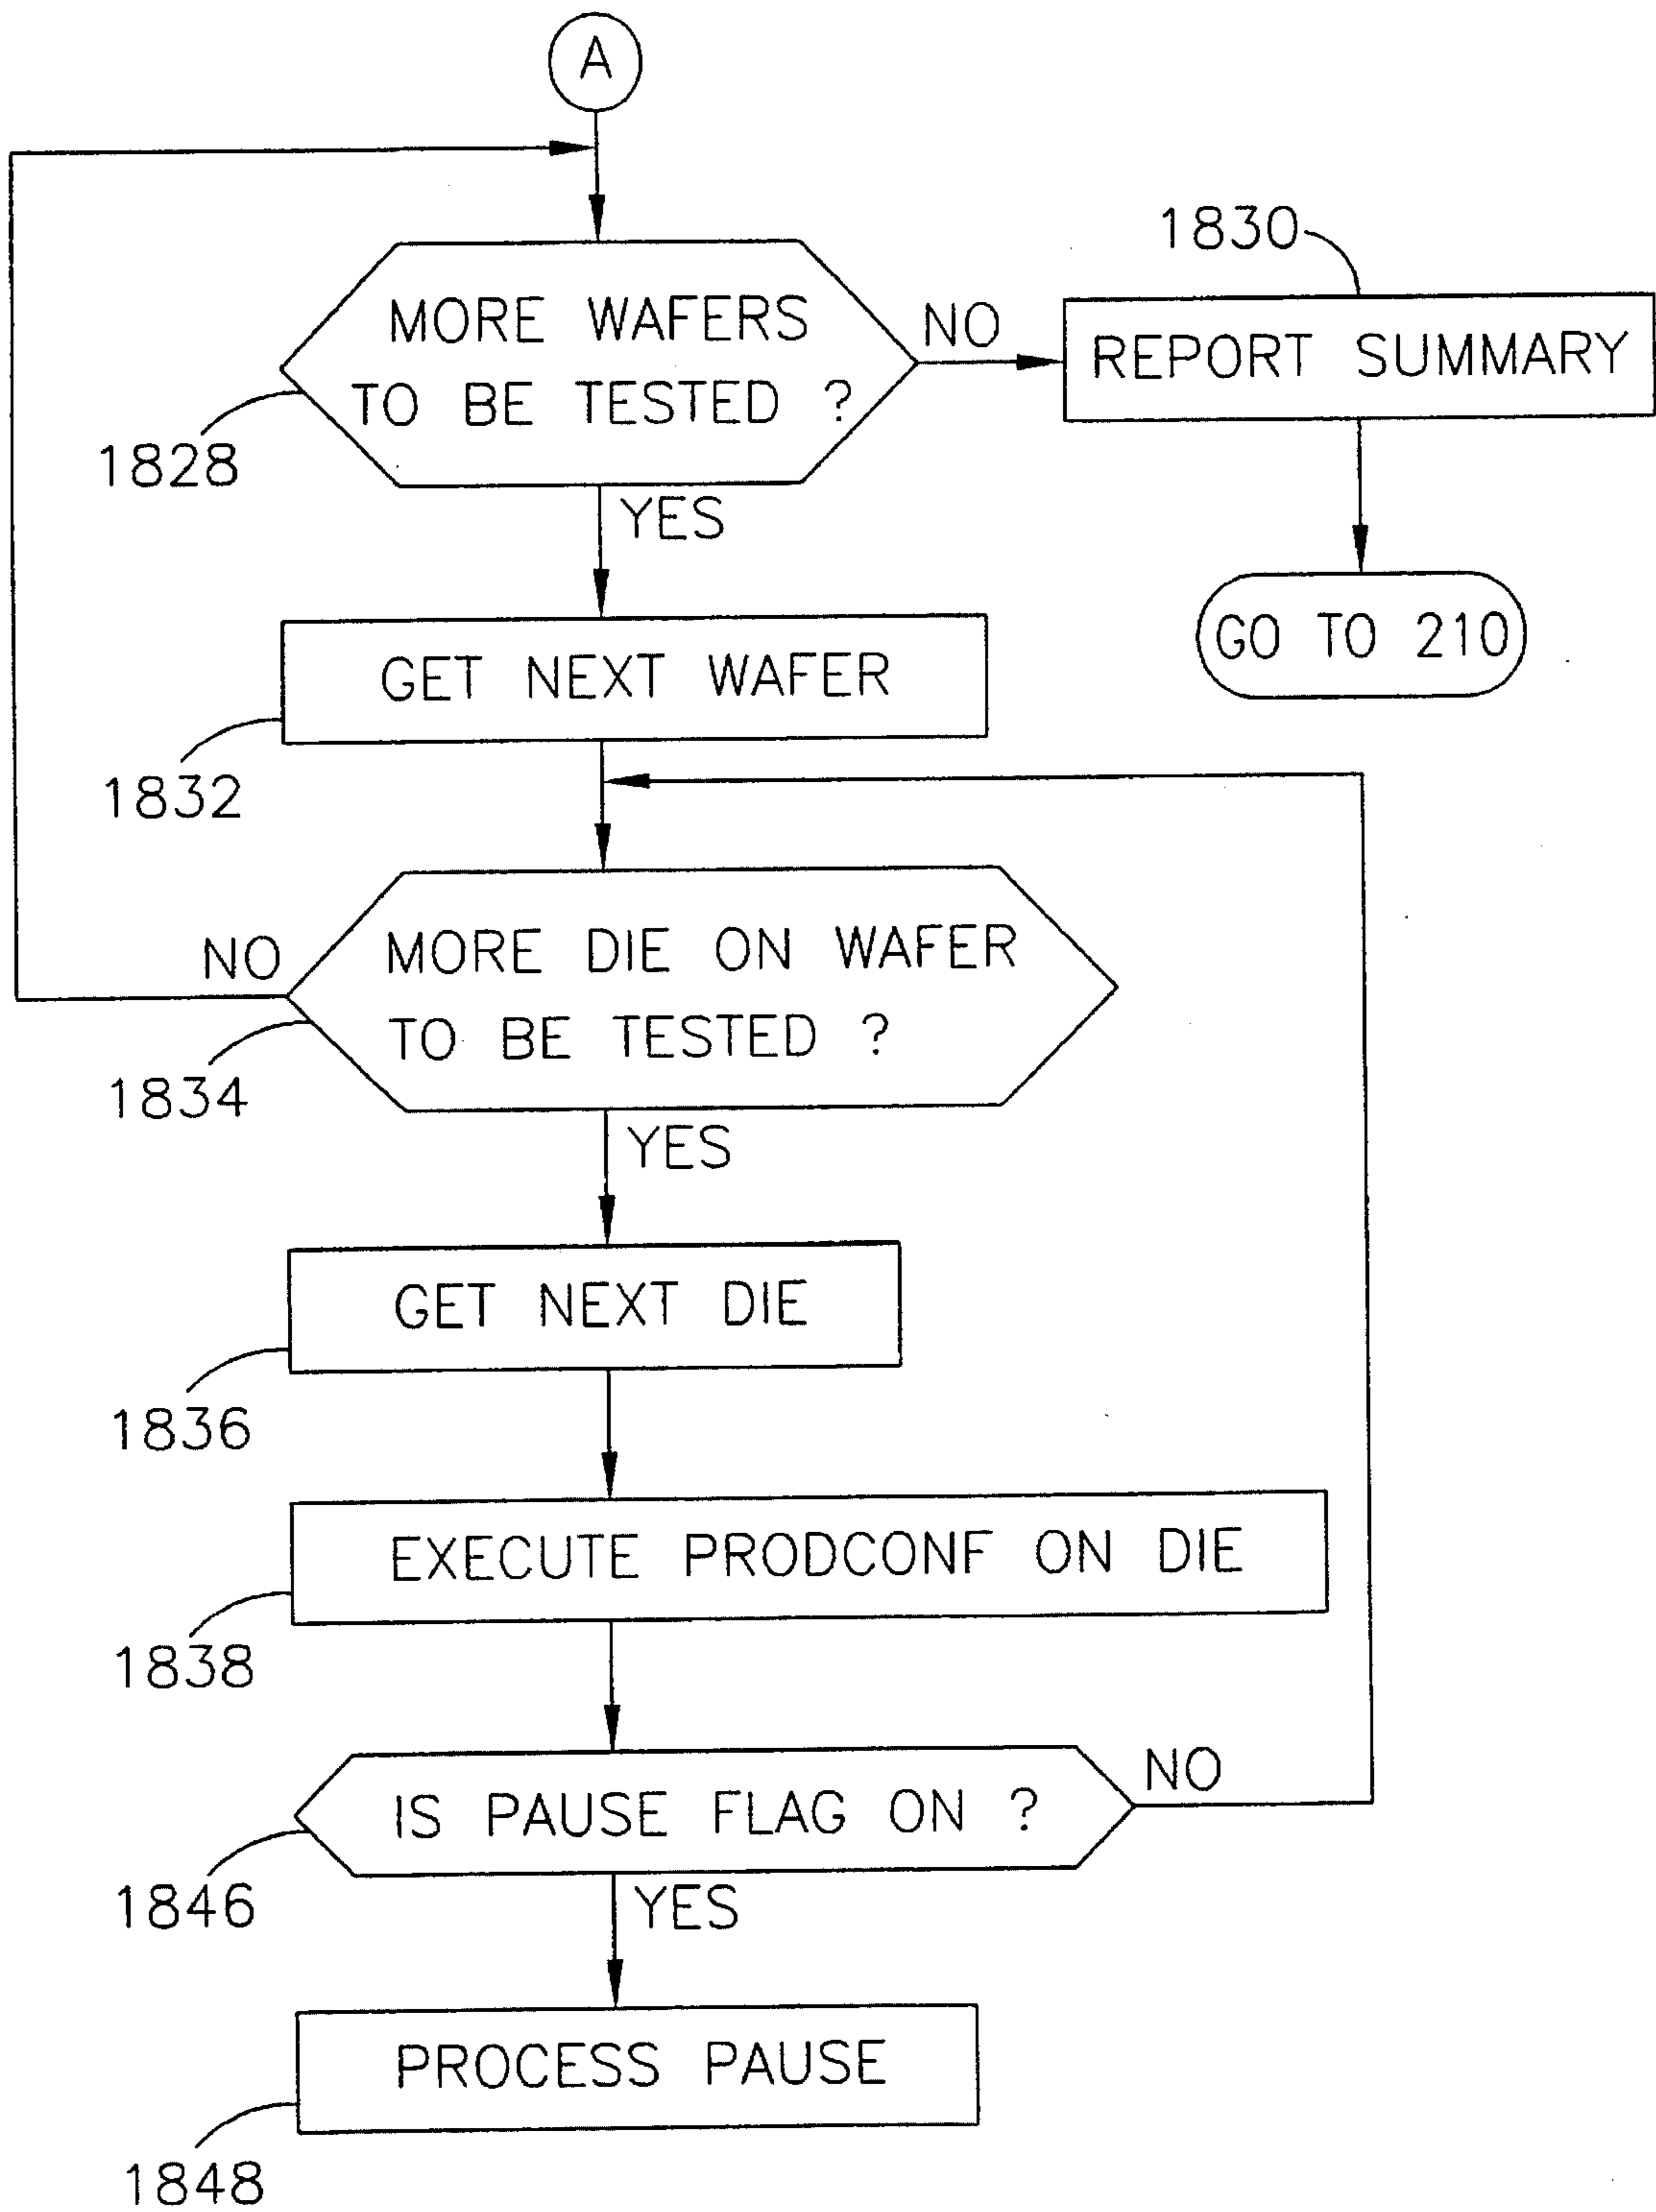 A
1830
MORE WAFERS
TO BE TESTED ?
NO
REPORT SUMMARY
1828
YES
GO TO 210
GET NEXT WAFER
1832
NO
MORE DIE ON WAFER
TO BE TESTED ?
1834
YES
GET NEXT DIE
1836
EXECUTE PRODCONF ON DIE
1838
IS PAUSE FLAG ON ?
NO
1846
YES
PROCESS PAUSE
1848